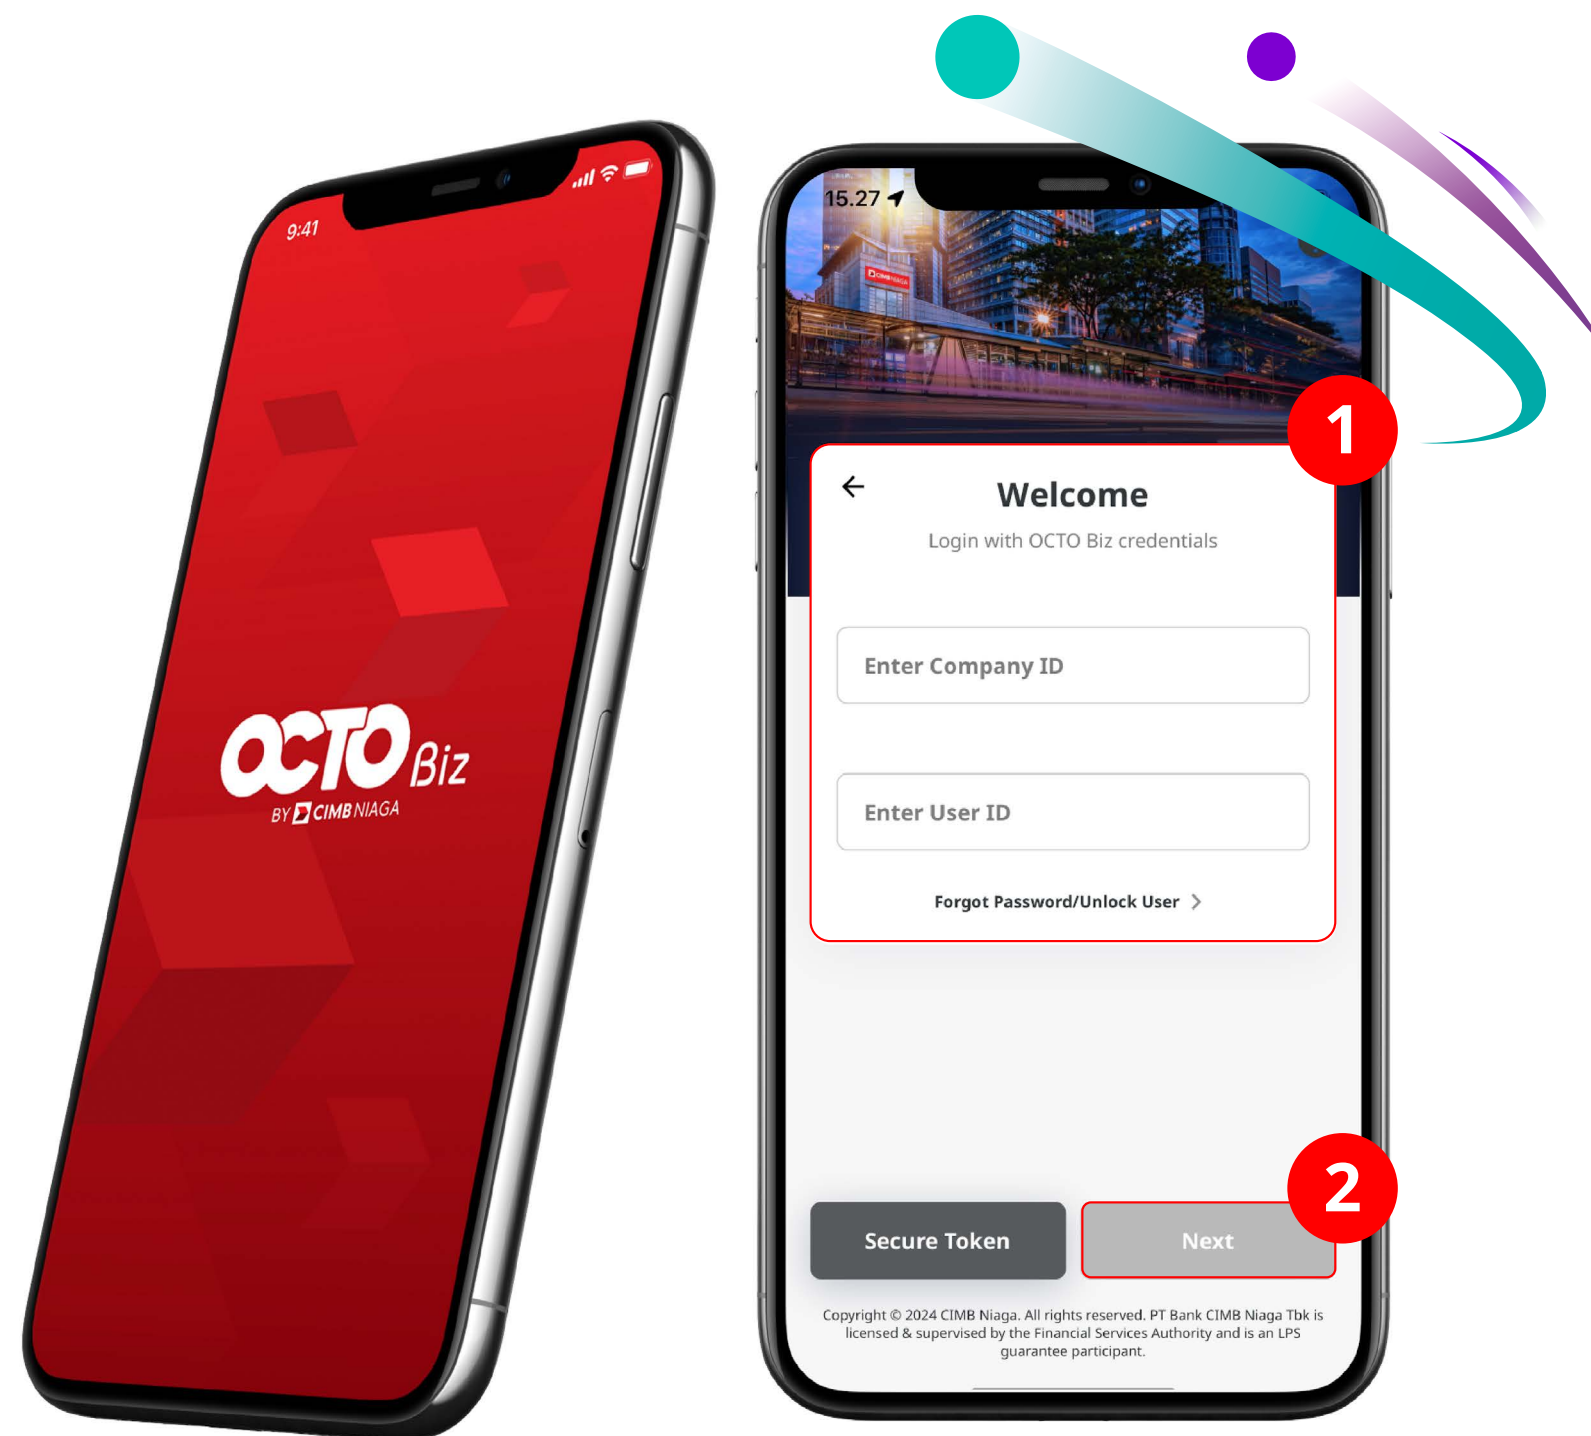 9:41
OCTO Biz
BY CIMB NIAGA
15.27
CIMB NIAGA
1
Welcome
Login with OCTO Biz credentials
Enter Company ID
Enter User ID
Forgot Password/Unlock User
2
Secure Token
Next
Copyright © 2024 CIMB Niaga. All rights reserved. PT Bank CIMB Niaga Tbk is
licensed & supervised by the Financial Services Authority and is an LPS
guarantee participant.